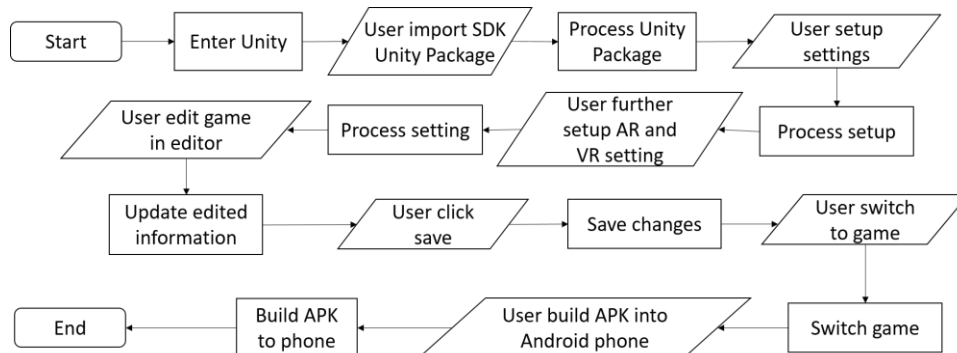 Start
Enter Unity
User import SDK
Unity Package
Process Unity
Package
User setup
settings
Process setup
User further
setup AR and
VR setting
Process setting
User edit game
in editor
Update edited
information
User click
save
Save changes
User switch
to game
Switch game
User build APK into
Android phone
Build APK
to phone
End